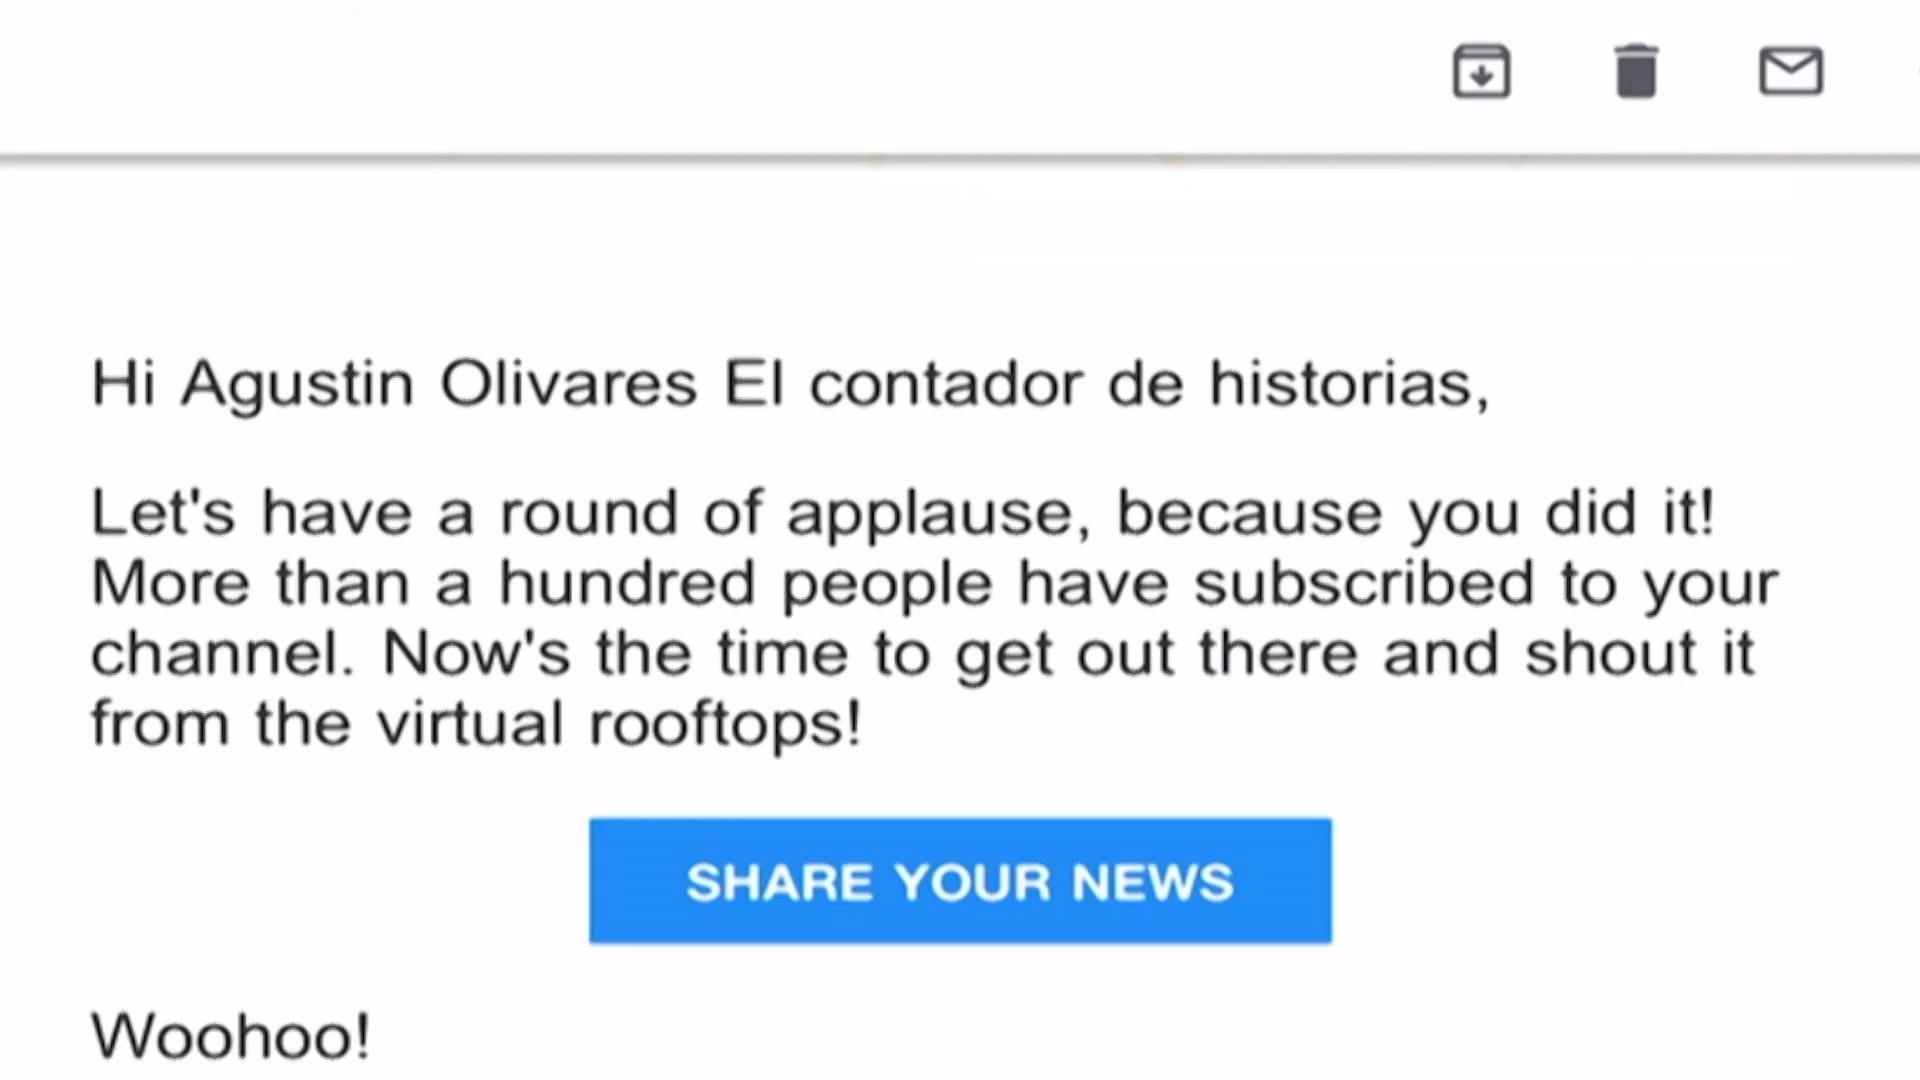 Hi Agustin Olivares El contador de historias,
Let's have a round of applause, because you did it!
More than a hundred people have subscribed to your
channel. Now's the time to get out there and shout it
from the virtual rooftops!
SHARE YOUR NEWS
Woohoo!